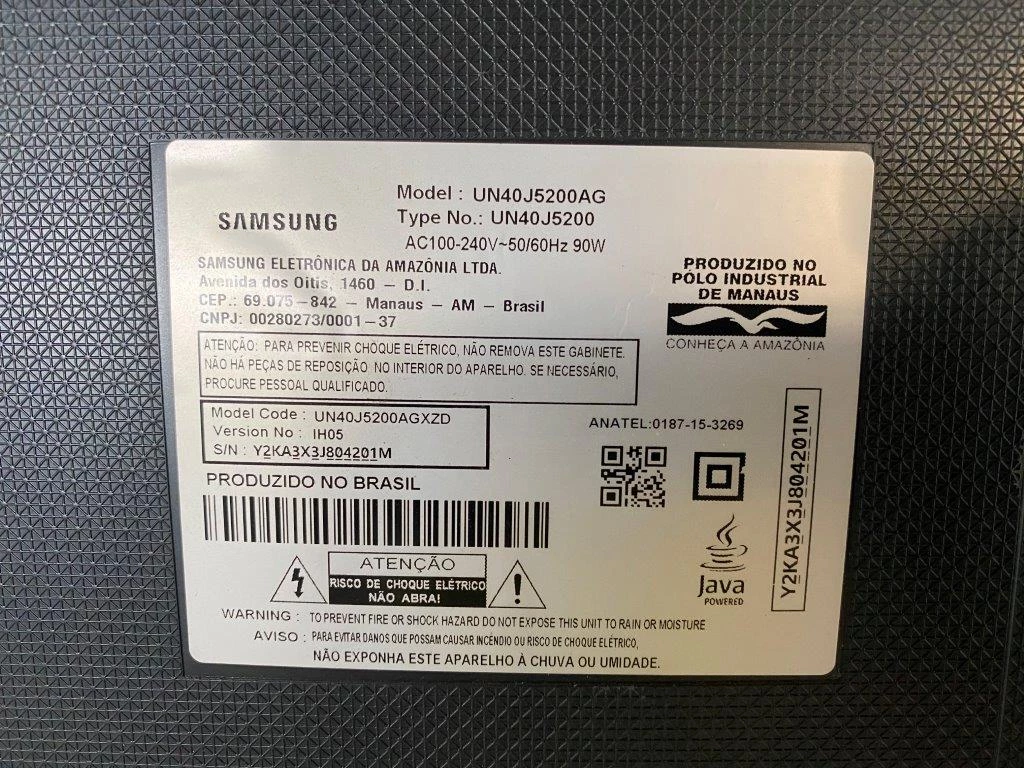 SAMSUNG
Model : UN40J5200AG
Type No.: UN40J5200
AC100-240V~50/60Hz 90W
SAMSUNG ELETRÔNICA DA AMAZÔNIA LTDA.
Avenida dos Oitis, 1460 - D.I.
CEP.: 69.075-842 - Manaus - AM - Brasil
CNPJ: 00280273/0001-37
PRODUZIDO NO
PÓLO INDUSTRIAL
DE MANAUS
CONHEÇA A AMAZÔNIA
ATENÇÃO: PARA PREVENIR CHOQUE ELÉTRICO, NÃO REMOVA ESTE GABINETE.
NÃO HÁ PEÇAS DE REPOSIÇÃO NO INTERIOR DO APARELHO. SE NECESSÁRIO,
PROCURE PESSOAL QUALIFICADO.
Model Code : UN40J5200AGXZD
Version No : IH05
S/N : Y2KA3X3J804201M
ANATEL:0187-15-3269
PRODUZIDO NO BRASIL
Y2KA3X3J804201M
Java
POWERED
ATENÇÃO
RISCO DE CHOQUE ELÉTRICO
NÃO ABRA!
WARNING : TO PREVENT FIRE OR SHOCK HAZARD DO NOT EXPOSE THIS UNIT TO RAIN OR MOISTURE
AVISO : PARA EVITAR DANOS QUE POSSAM CAUSAR INCÊNDIO OU RISCO DE CHOQUE ELÉTRICO,
NÃO EXPONHA ESTE APARELHO À CHUVA OU UMIDADE.